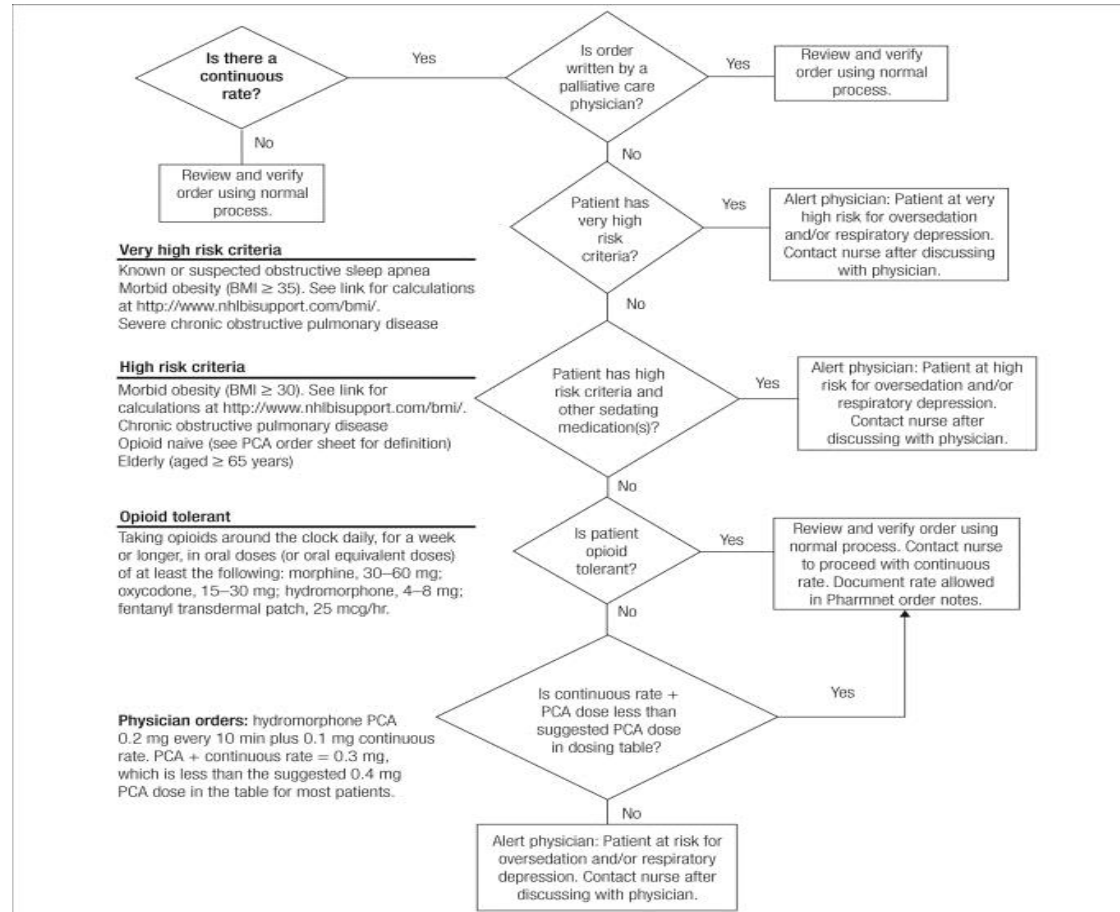 Is there a
continuous
rate?
Yes
Is order
written by a
palliative care
physician?
Yes
Review and verify
order using normal
process.
No
Review and verify
order using normal
process.
No
Patient has
very high
risk
criteria?
Yes
Alert physician: Patient at very
high risk for oversedation
and/or respiratory depression.
Contact nurse after discussing
with physician.
Very high risk criteria
Known or suspected obstructive sleep apnea
Morbid obesity (BMI ≥ 35). See link for calculations
at http://www.nhlbisupport.com/bmi/.
Severe chronic obstructive pulmonary disease
No
High risk criteria
Morbid obesity (BMI ≥ 30). See link for
calculations at http://www.nhlbisupport.com/bmi/.
Chronic obstructive pulmonary disease
Opioid naive (see PCA order sheet for definition)
Elderly (aged ≥ 65 years)
Patient has high
risk criteria and
other sedating
medication(s)?
Yes
Alert physician: Patient at high
risk for oversedation and/or
respiratory depression.
Contact nurse after
discussing with physician.
No
Opioid tolerant
Taking opioids around the clock daily, for a week
or longer, in oral doses (or oral equivalent doses)
of at least the following: morphine, 30–60 mg;
oxycodone, 15–30 mg; hydromorphone, 4–8 mg;
fentanyl transdermal patch, 25 mcg/hr.
Is patient
opioid
tolerant?
Yes
Review and verify order using
normal process. Contact nurse
to proceed with continuous
rate. Document rate allowed
in Pharmnet order notes.
No
Is continuous rate +
PCA dose less than
suggested PCA dose
in dosing table?
Yes
Physician orders: hydromorphone PCA
0.2 mg every 10 min plus 0.1 mg continuous
rate. PCA + continuous rate = 0.3 mg,
which is less than the suggested 0.4 mg
PCA dose in the table for most patients.
No
Alert physician: Patient at risk for
oversedation and/or respiratory
depression. Contact nurse after
discussing with physician.